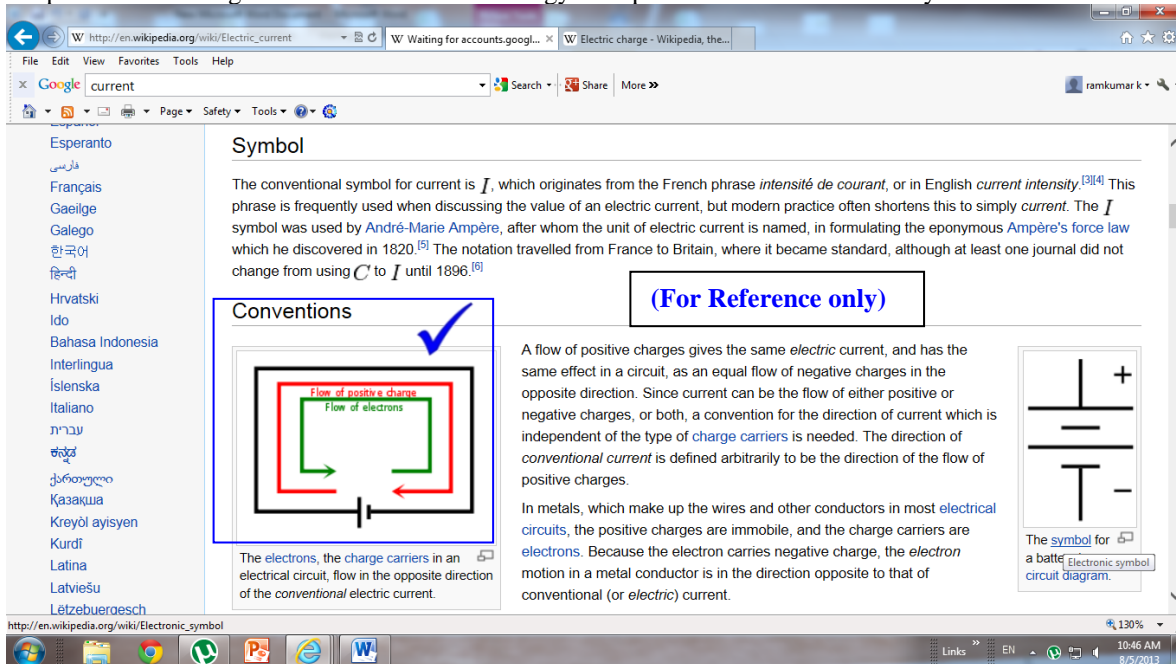 http://en.wikipedia.org/wiki/Electric_current
W Waiting for accounts.googl...
W Electric charge - Wikipedia, the...
File Edit View Favorites Tools Help
x Google current Search Share More »
ramkumar k
Page Safety Tools
Esperanto
فارسی
Français
Gaeilge
Galego
한국어
हिन्दी
Hrvatski
Ido
Bahasa Indonesia
Interlingua
Íslenska
Italiano
עברית
ಕನ್ನಡ
ქართული
Қазақша
Kreyòl ayisyen
Kurdî
Latina
Latviešu
Lëtzebuergesch
Symbol
The conventional symbol for current is I, which originates from the French phrase intensité de courant, or in English current intensity.[3][4] This
phrase is frequently used when discussing the value of an electric current, but modern practice often shortens this to simply current. The I
symbol was used by André-Marie Ampère, after whom the unit of electric current is named, in formulating the eponymous Ampère's force law
which he discovered in 1820.[5] The notation travelled from France to Britain, where it became standard, although at least one journal did not
change from using C to I until 1896.[6]
(For Reference only)
Conventions
Flow of positive charge
Flow of electrons
The electrons, the charge carriers in an
electrical circuit, flow in the opposite direction
of the conventional electric current.
A flow of positive charges gives the same electric current, and has the
same effect in a circuit, as an equal flow of negative charges in the
opposite direction. Since current can be the flow of either positive or
negative charges, or both, a convention for the direction of current which is
independent of the type of charge carriers is needed. The direction of
conventional current is defined arbitrarily to be the direction of the flow of
positive charges.
In metals, which make up the wires and other conductors in most electrical
circuits, the positive charges are immobile, and the charge carriers are
electrons. Because the electron carries negative charge, the electron
motion in a metal conductor is in the direction opposite to that of
conventional (or electric) current.
+
−
The symbol for
a batte
Electronic symbol
circuit diagram.
http://en.wikipedia.org/wiki/Electronic_symbol
130%
Links » EN 10:46 AM
8/5/2013